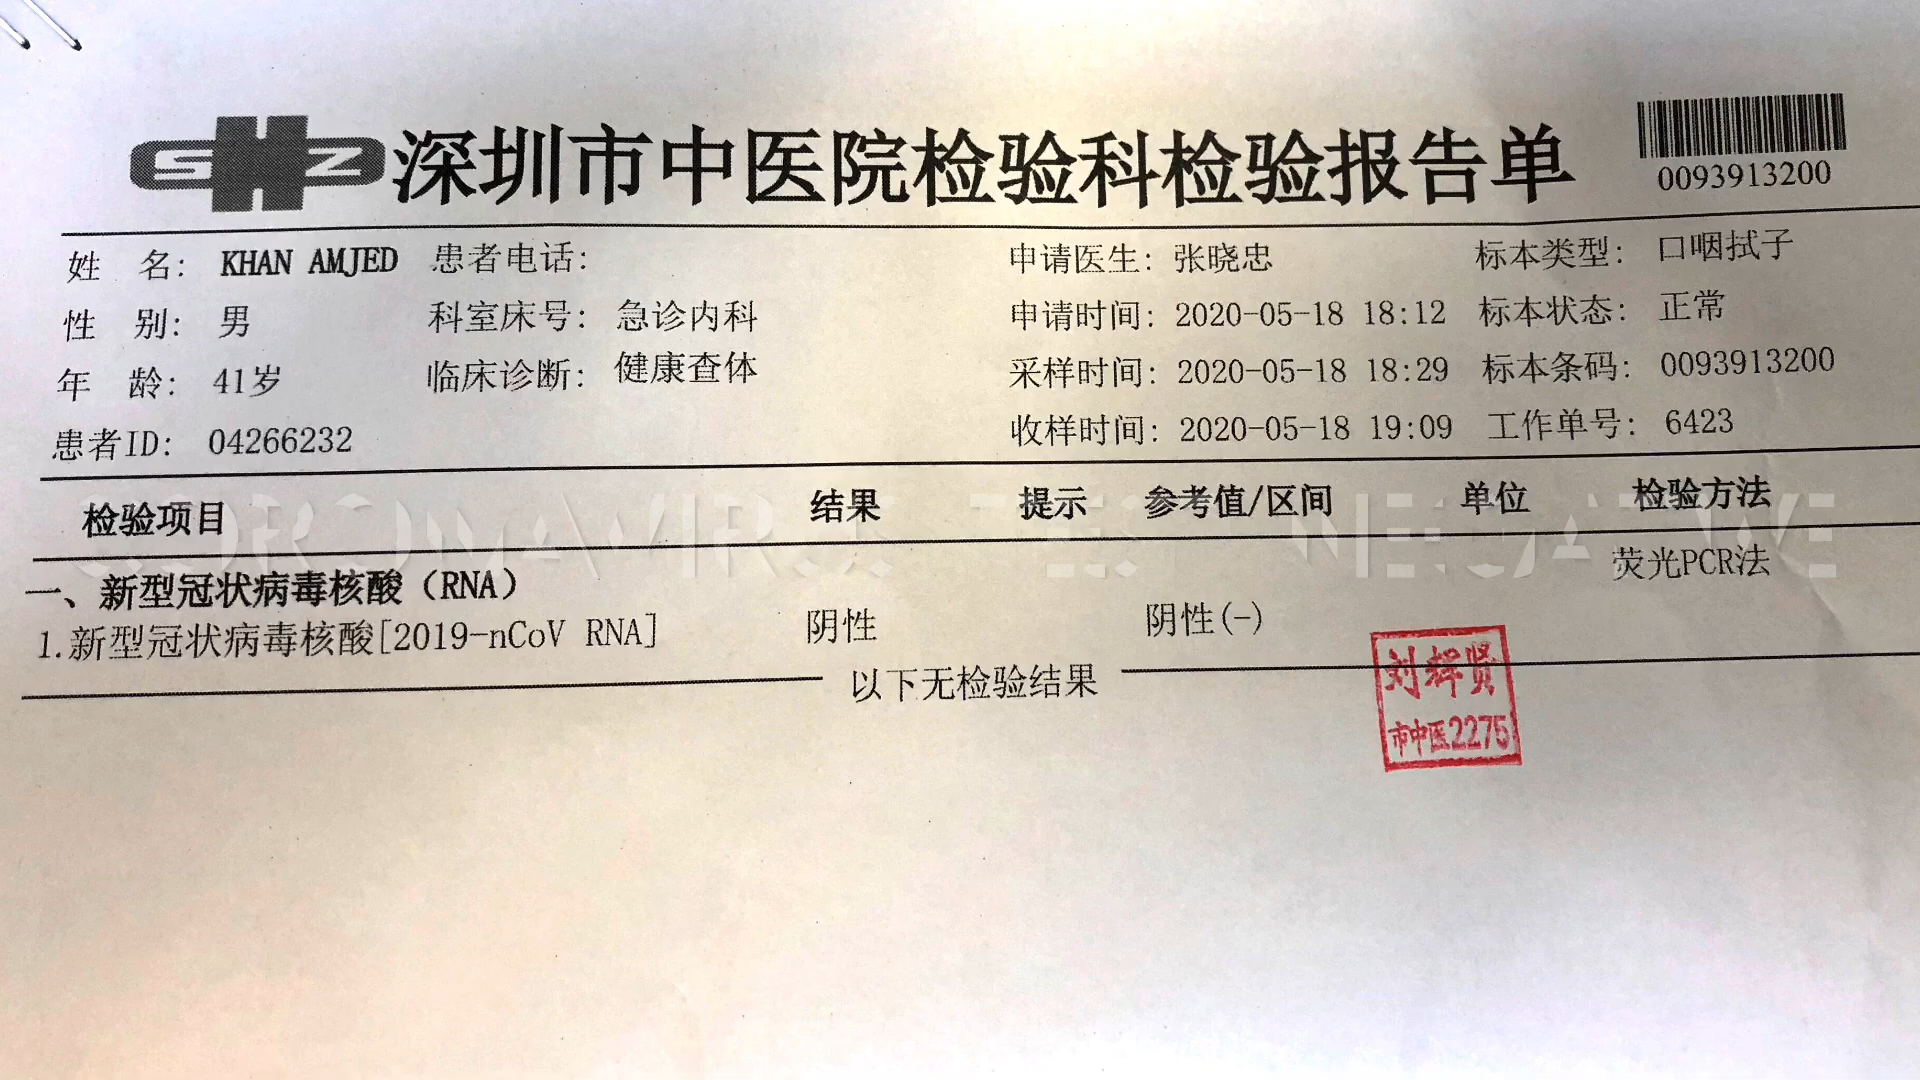 SHZ 深圳市中医院检验科检验报告单
0093913200
姓 名: KHAN AMJED 患者电话: 申请医生: 张晓忠 标本类型: 口咽拭子
性 别: 男 科室床号: 急诊内科 申请时间: 2020-05-18 18:12 标本状态: 正常
年 龄: 41岁 临床诊断: 健康查体 采样时间: 2020-05-18 18:29 标本条码: 0093913200
患者ID: 04266232 收样时间: 2020-05-18 19:09 工作单号: 6423
检验项目 结果 提示 参考值/区间 单位 检验方法
CORONAVIRUS TEST NEGATIVE
一、新型冠状病毒核酸（RNA） 荧光PCR法
1.新型冠状病毒核酸[2019-nCoV RNA] 阴性 阴性(-)
以下无检验结果
刘辉贤
市中医2275